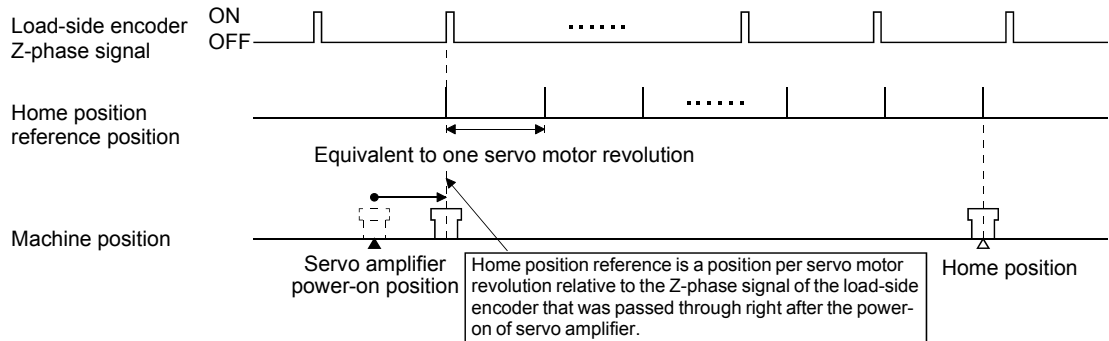 Load-side encoder
Z-phase signal
ON
OFF
Home position
reference position
Equivalent to one servo motor revolution
Machine position
Servo amplifier
power-on position
Home position reference is a position per servo motor
revolution relative to the Z-phase signal of the load-side
encoder that was passed through right after the power-
on of servo amplifier.
Home position